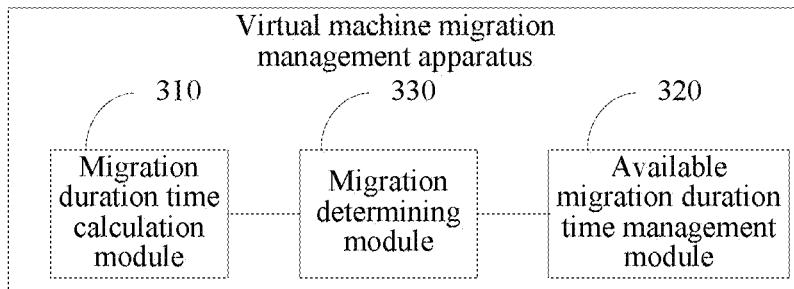 Virtual machine migration
management apparatus
310
330
320
Migration
duration time
calculation
module
Migration
determining
module
Available
migration duration
time management
module